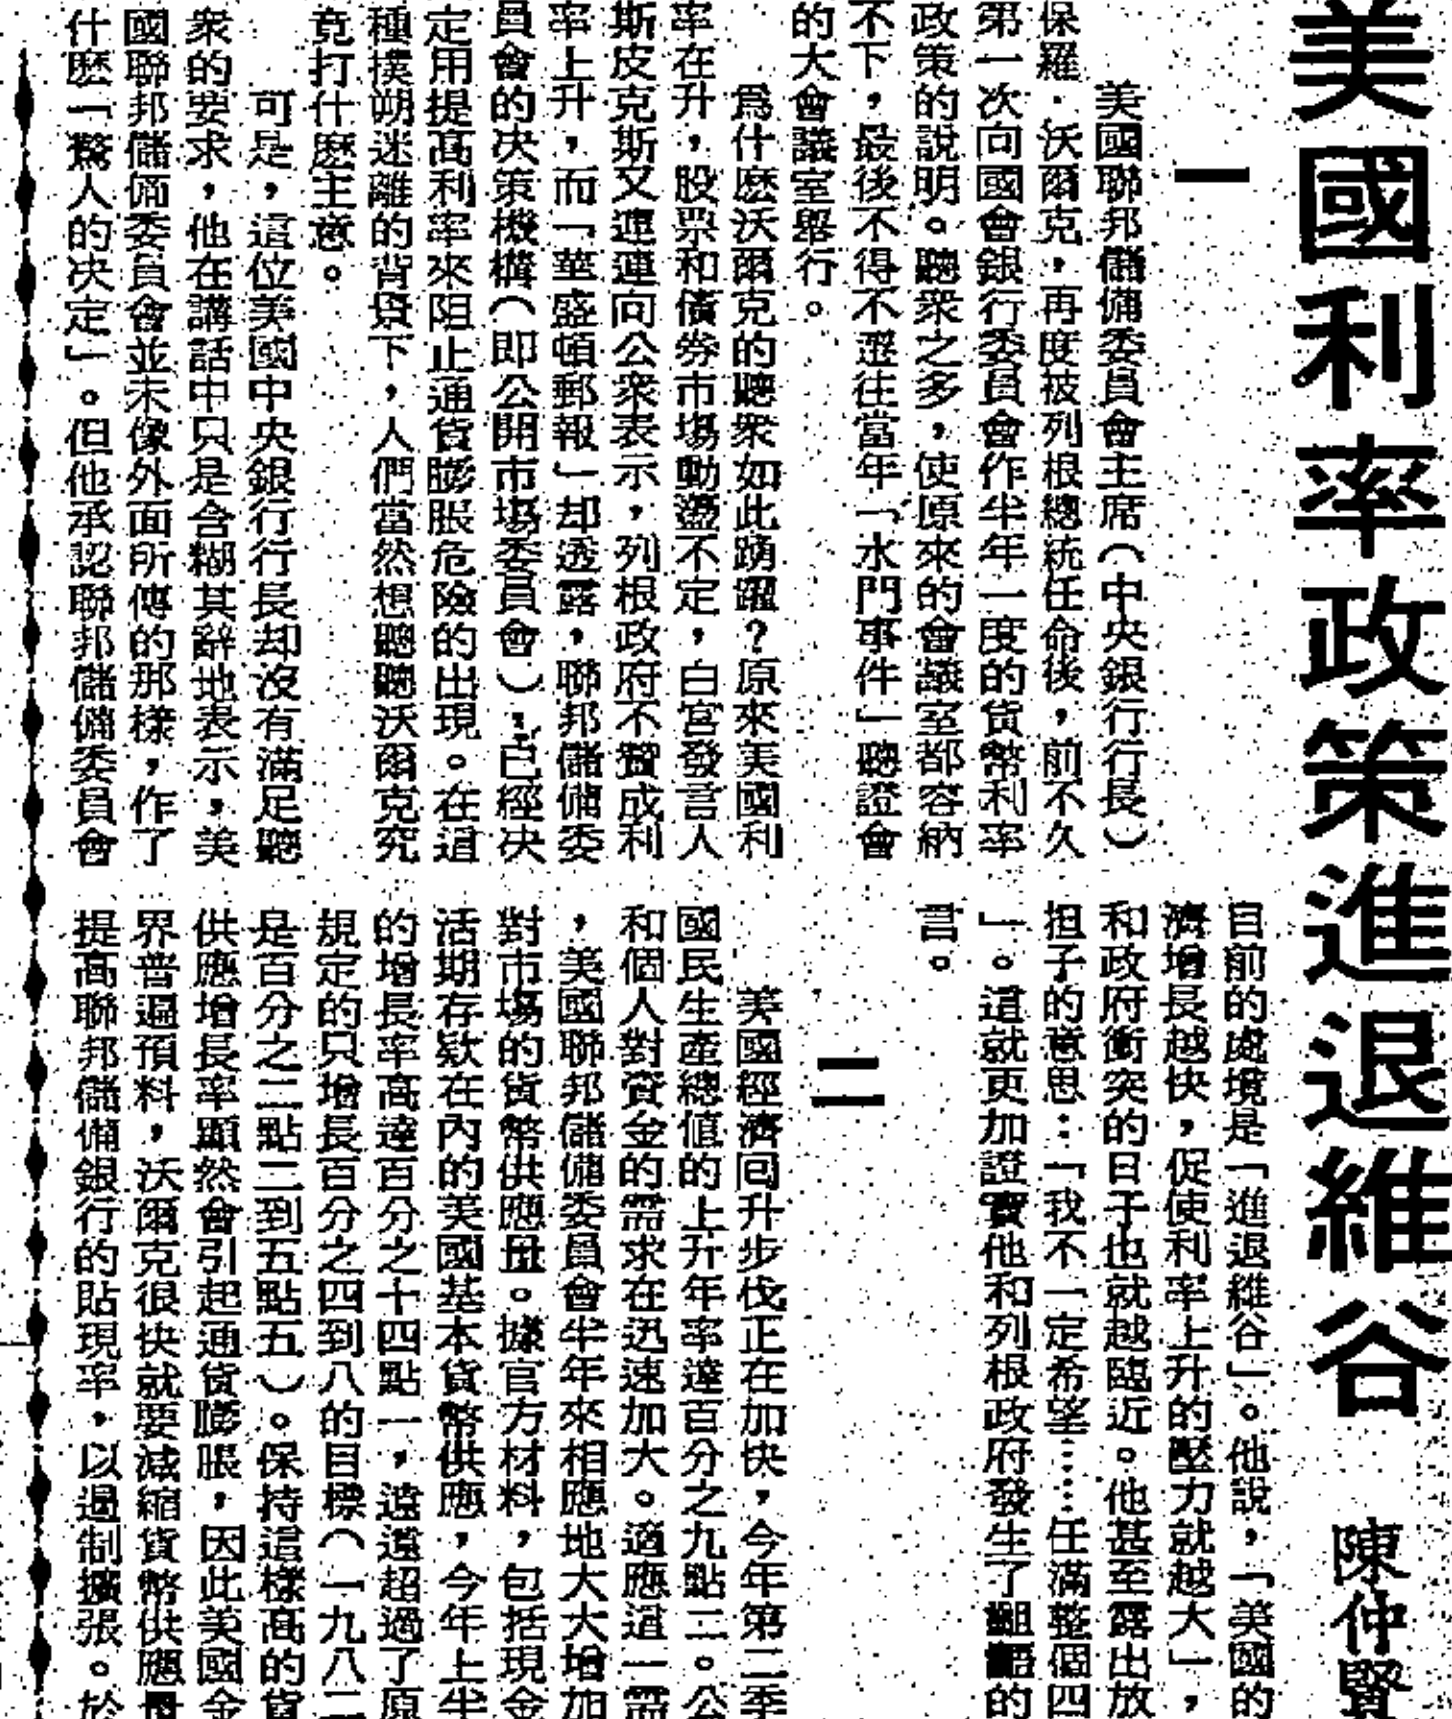 美國利率政策進退維谷
陳仲賢
一
美國聯邦儲備委員會主席（中央銀行行長）
保羅·沃爾克，再度被列根總統任命後，前不久
第一次向國會銀行委員會作半年一度的貨幣利率
政策的說明。聽衆之多，使原來的會議室都容納
不下，最後不得不遷往當年「水門事件」聽證會
的大會議室舉行。
爲什麽沃爾克的聽衆如此踴躍？原來美國利
率在升，股票和債券市場動盪不定，白宮發言人
斯皮克斯又連連向公衆表示，列根政府不贊成利
率上升，而「華盛頓郵報」却透露，聯邦儲備委
員會的决策機構（即公開市場委員會），已經决
定用提高利率來阻止通貨膨脹危險的出現。在這
種撲朔迷離的背景下，人們當然想聽聽沃爾克究
竟打什麽主意。
可是，這位美國中央銀行行長却沒有滿足聽
衆的要求，他在講話中只是含糊其辭地表示，美
國聯邦儲備委員會並未像外面所傳的那樣，作了
什麽「驚人的决定」。但他承認聯邦儲備委員會
目前的處境是「進退維谷」。他說，「美國的
濟增長越快，促使利率上升的壓力就越大」，
和政府衝突的日子也就越臨近。他甚至露出放
担子的意思：「我不一定希望……任滿整個四
」。這就更加證實他和列根政府發生了齟齬的
言。
二
美國經濟回升步伐正在加快，今年第二季
國民生產總值的上升年率達百分之九點二。公
和個人對資金的需求在迅速加大。適應這一需
，美國聯邦儲備委員會半年來相應地大大增加
對市場的貨幣供應量。據官方材料，包括現金
活期存欵在內的美國基本貨幣供應，今年上半
的增長率高達百分之十四點一，遠遠超過了原
規定的只增長百分之四到八的目標（一九八二
是百分之二點二到五點五）。保持這樣高的貨
供應增長率顯然會引起通貨膨脹，因此美國金
界普遍預料，沃爾克很快就要減縮貨幣供應量
提高聯邦儲備銀行的貼現率，以遏制擴張。於